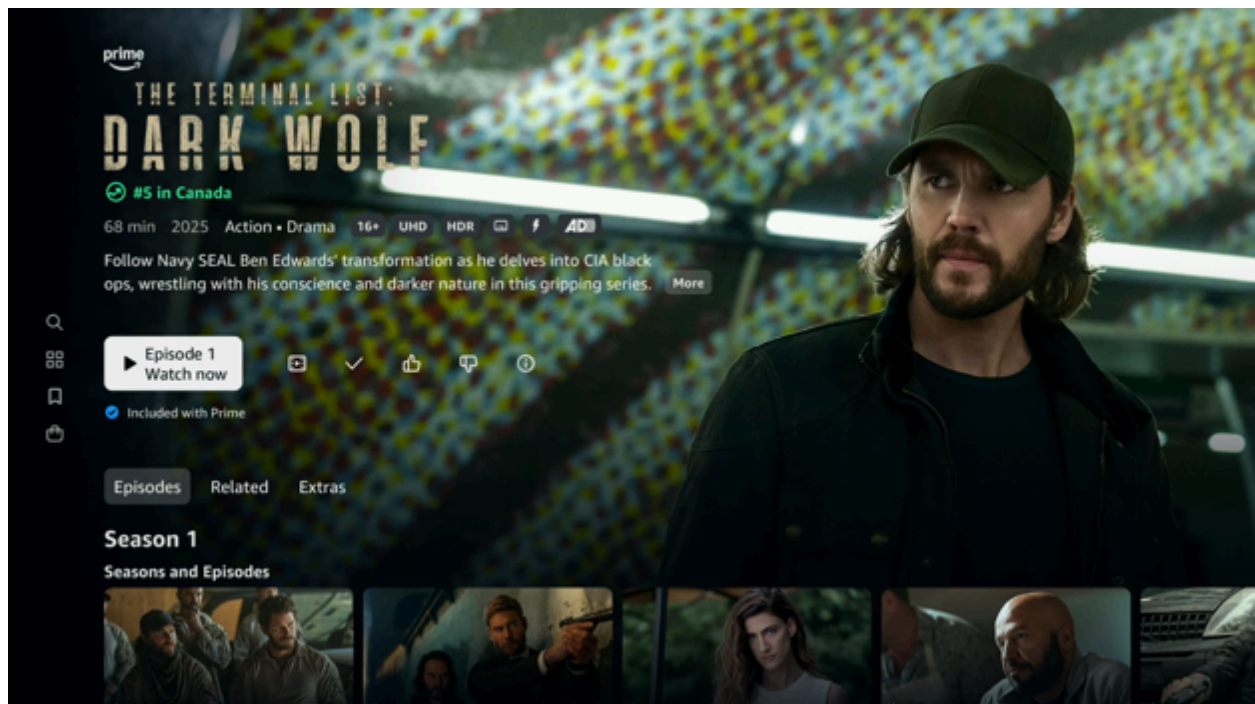 prime
THE TERMINAL LIST:
DARK WOLF
#5 in Canada
68 min 2025 Action • Drama 16+ UHD HDR AD
Follow Navy SEAL Ben Edwards' transformation as he delves into CIA black
ops, wrestling with his conscience and darker nature in this gripping series. More
Episode 1
Watch now
Included with Prime
Episodes Related Extras
Season 1
Seasons and Episodes